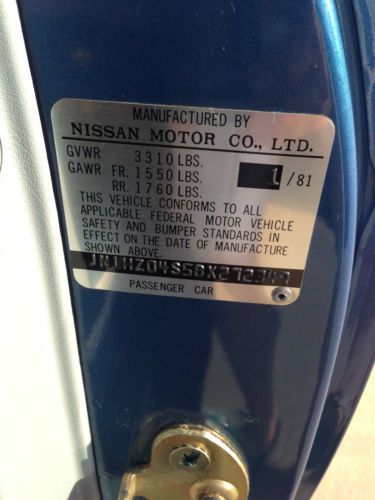 MANUFACTURED BY
NISSAN MOTOR CO., LTD.
GVWR 3310 LBS.
GAWR FR. 1550 LBS. 1/81
RR. 1760 LBS.
THIS VEHICLE CONFORMS TO ALL
APPLICABLE FEDERAL MOTOR VEHICLE
SAFETY AND BUMPER STANDARDS IN
EFFECT ON THE DATE OF MANUFACTURE
SHOWN ABOVE.
PASSENGER CAR